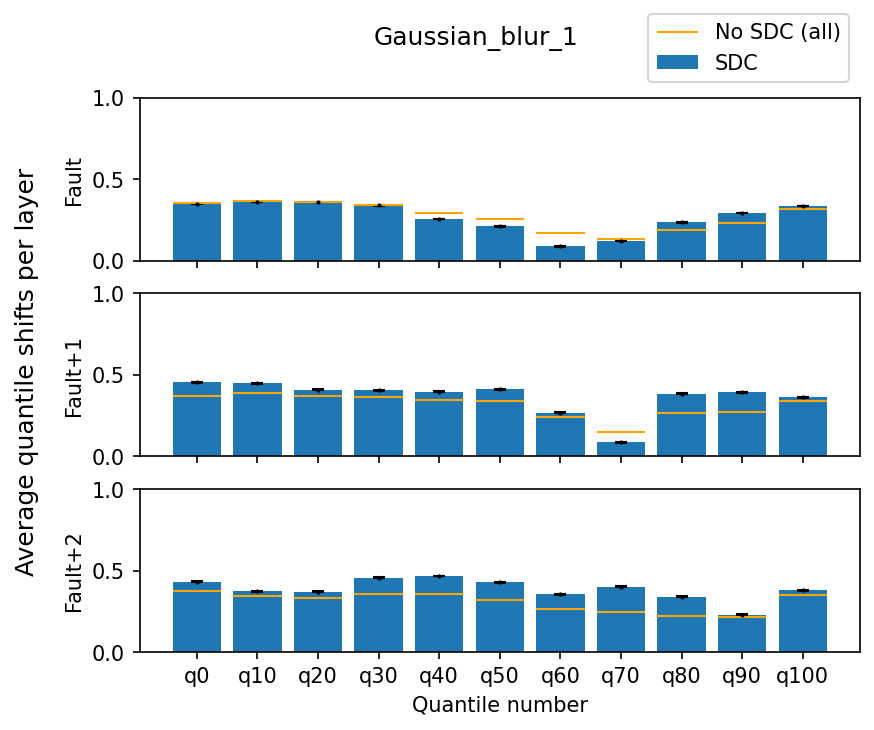 Gaussian_blur_1
No SDC (all)
SDC
Average quantile shifts per layer
Fault
1.0
0.5
0.0
Fault+1
1.0
0.5
0.0
Fault+2
1.0
0.5
0.0
q0 q10 q20 q30 q40 q50 q60 q70 q80 q90 q100
Quantile number